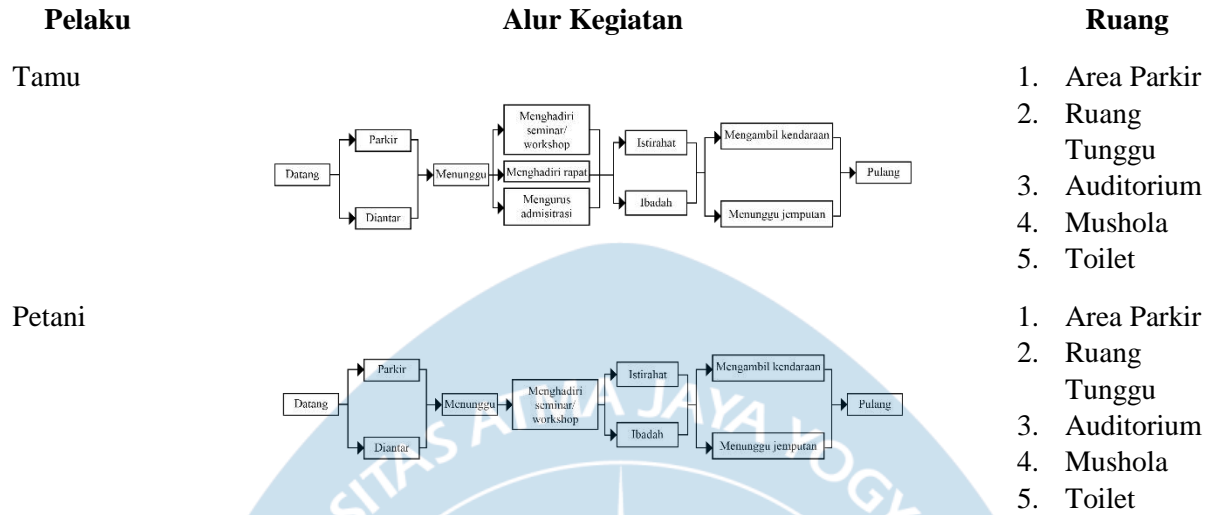 Pelaku Alur Kegiatan Ruang
Tamu
Datang
Parkir
Diantar
Menunggu
Menghadiri
seminar/
workshop
Menghadiri rapat
Mengurus
admisitrasi
Istirahat
Ibadah
Mengambil kendaraan
Menunggu jemputan
Pulang
1. Area Parkir
2. Ruang
Tunggu
3. Auditorium
4. Mushola
5. Toilet
Petani
Datang
Parkir
Diantar
Menunggu
Menghadiri
seminar/
workshop
Istirahat
Ibadah
Mengambil kendaraan
Menunggu jemputan
Pulang
1. Area Parkir
2. Ruang
Tunggu
3. Auditorium
4. Mushola
5. Toilet